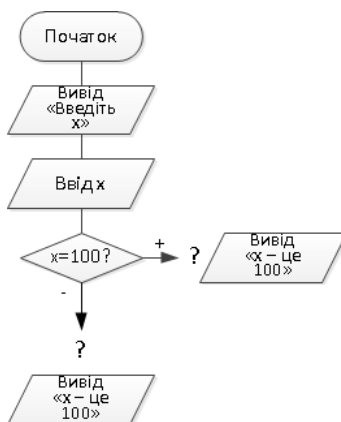 Початок
Вивід
«Введіть
х»
Ввід х
х=100?
+
?
Вивід
«х – це
100»
-
?
Вивід
«х – це
100»